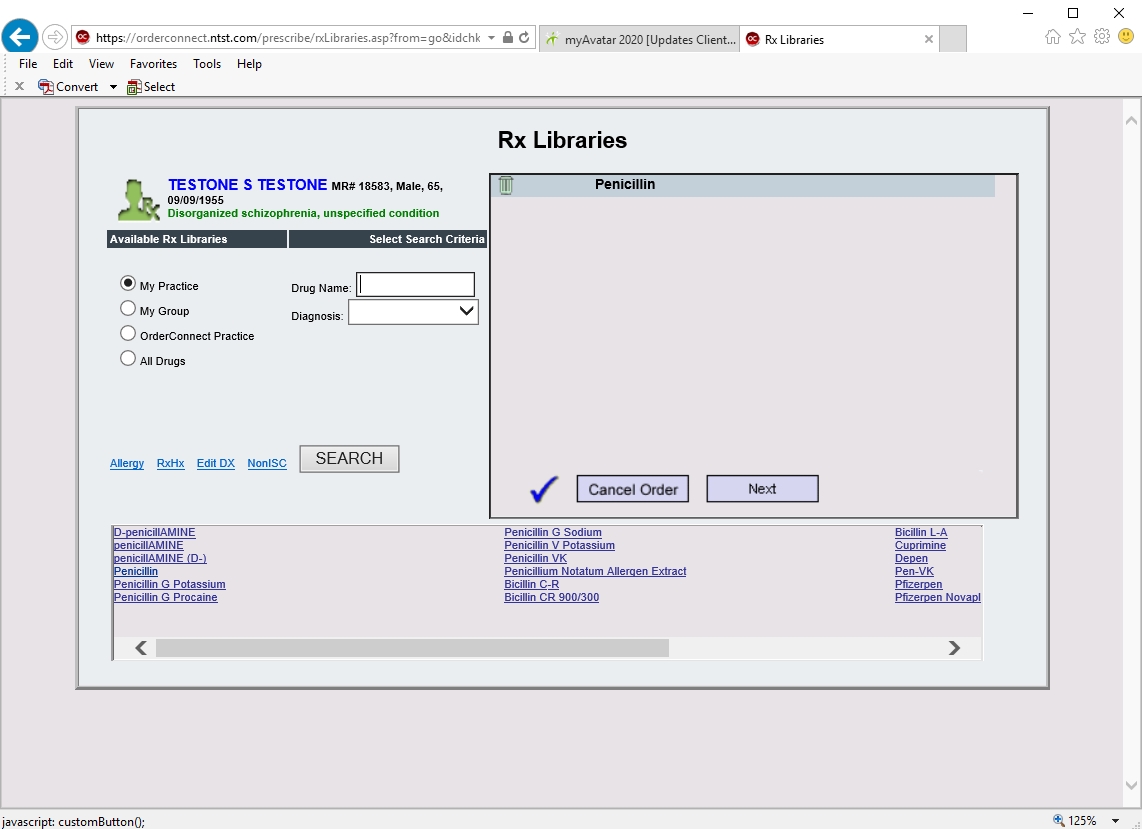 https://orderconnect.ntst.com/prescribe/rxLibraries.asp?from=go&idchk
myAvatar 2020 [Updates Client...
Rx Libraries
File Edit View Favorites Tools Help
Convert Select
Rx Libraries
TESTONE S TESTONE MR# 18583, Male, 65,
09/09/1955
Disorganized schizophrenia, unspecified condition
Available Rx Libraries Select Search Criteria
My Practice
My Group
OrderConnect Practice
All Drugs
Drug Name:
Diagnosis:
Allergy RxHx Edit DX NonISC SEARCH
Penicillin
Cancel Order Next
D-penicillAMINE
penicillAMINE
penicillAMINE (D-)
Penicillin
Penicillin G Potassium
Penicillin G Procaine
Penicillin G Sodium
Penicillin V Potassium
Penicillin VK
Penicillium Notatum Allergen Extract
Bicillin C-R
Bicillin CR 900/300
Bicillin L-A
Cuprimine
Depen
Pen-VK
Pfizerpen
Pfizerpen Novapl
javascript: customButton();
125%